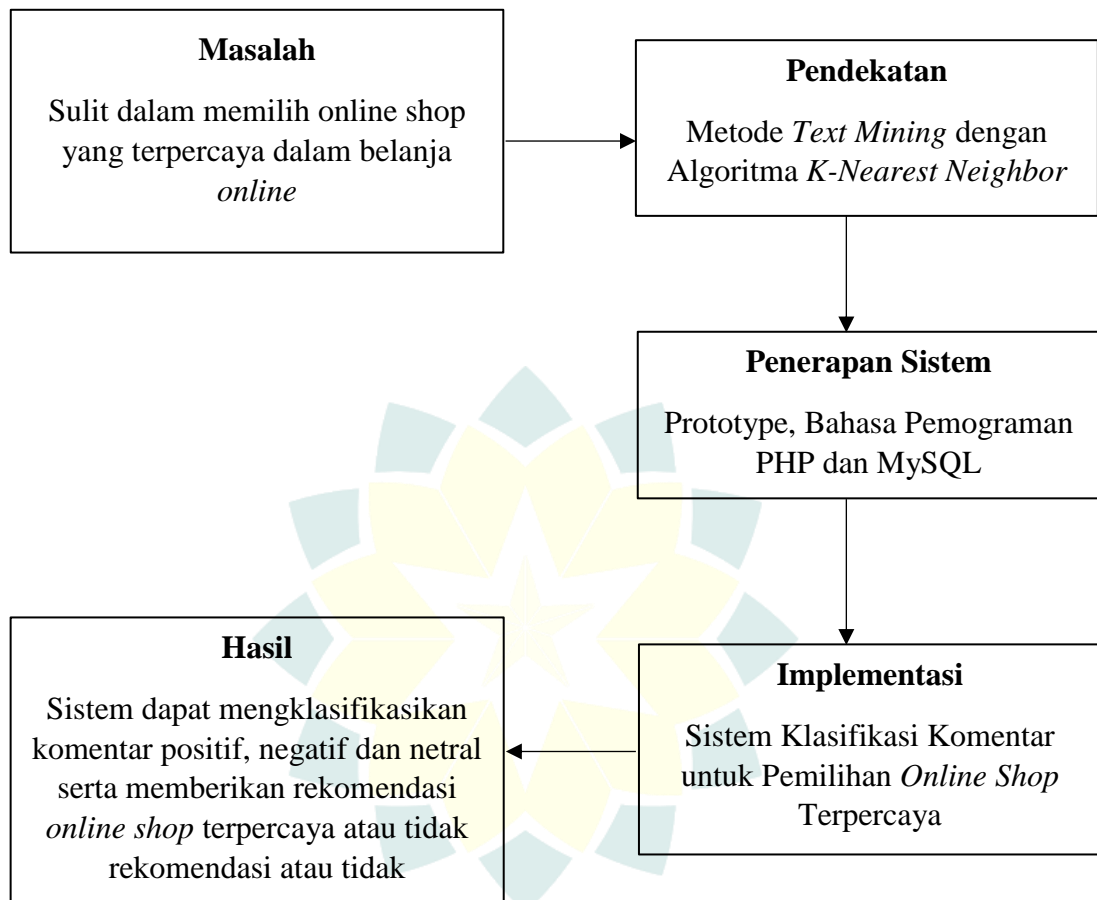 Masalah
Sulit dalam memilih online shop
yang terpercaya dalam belanja
online
Pendekatan
Metode Text Mining dengan
Algoritma K-Nearest Neighbor
Penerapan Sistem
Prototype, Bahasa Pemograman
PHP dan MySQL
Implementasi
Sistem Klasifikasi Komentar
untuk Pemilihan Online Shop
Terpercaya
Hasil
Sistem dapat mengklasifikasikan
komentar positif, negatif dan netral
serta memberikan rekomendasi
online shop terpercaya atau tidak
rekomendasi atau tidak